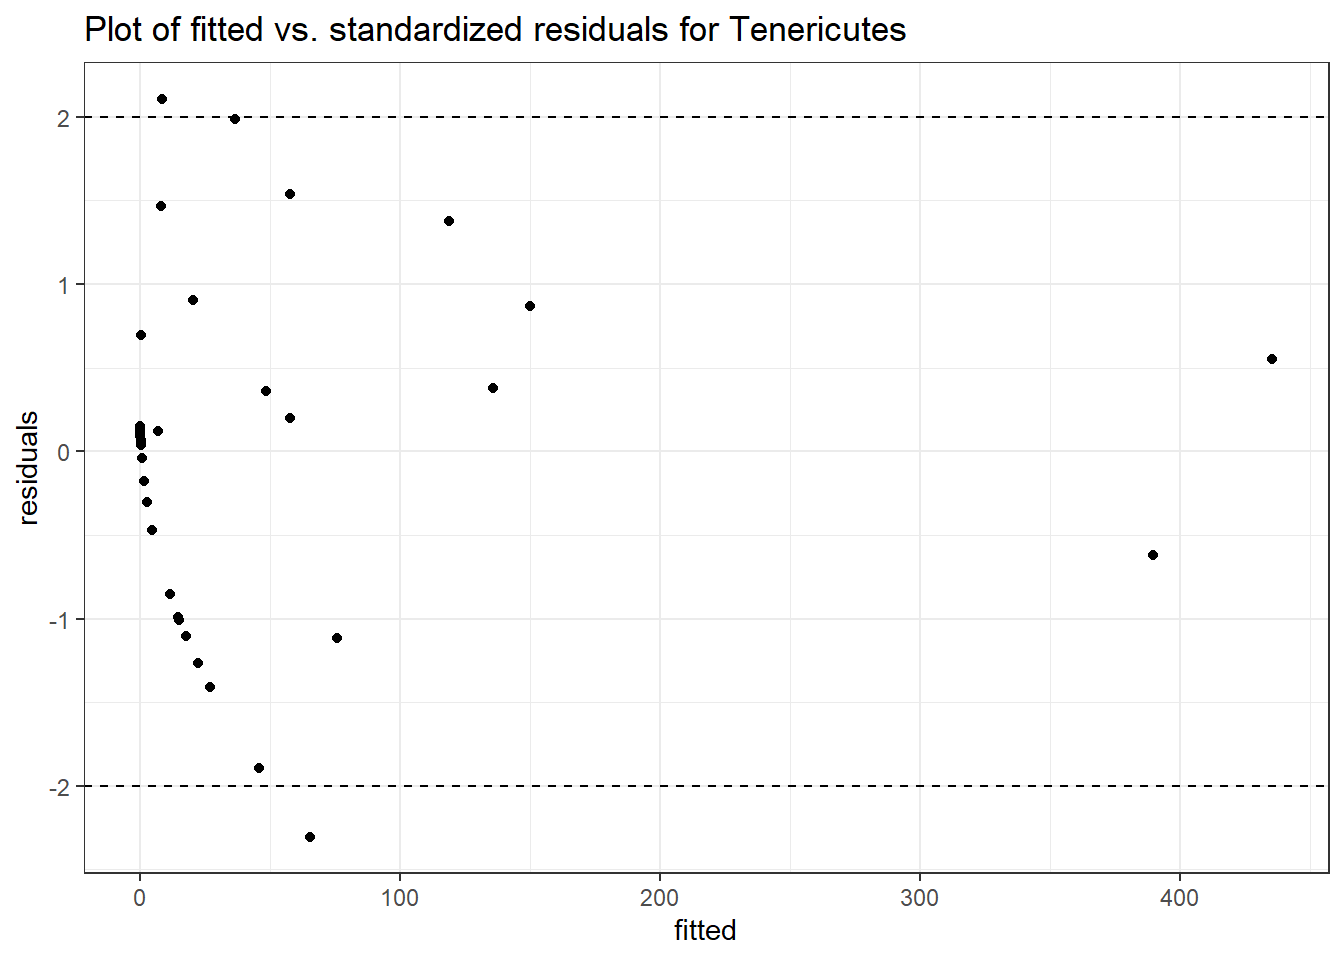 Plot of fitted vs. standardized residuals for Tenericutes
2
1
0
-1
-2
residuals
0 100 200 300 400
fitted